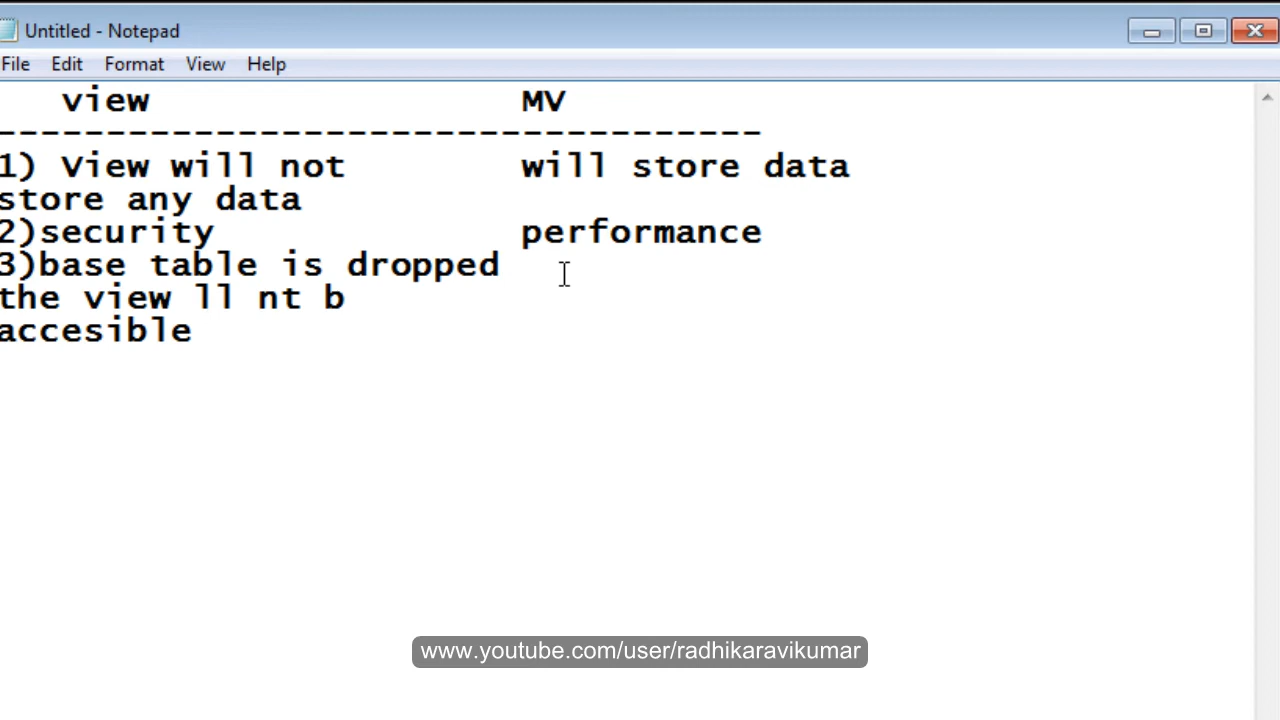 Untitled - Notepad
File Edit Format View Help
view MV
-----------------------------------
1) View will not will store data
store any data
2)security performance
3)base table is dropped
the view ll nt b
accesible
www.youtube.com/user/radhikaravikumar